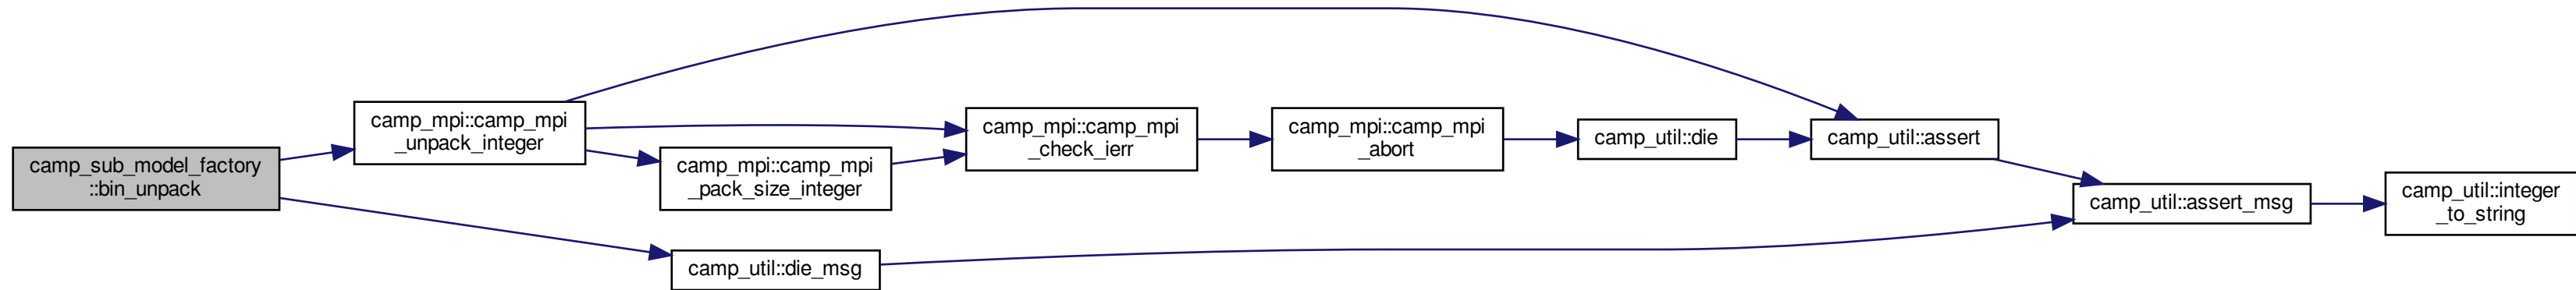 camp_sub_model_factory
::bin_unpack
camp_mpi::camp_mpi
_unpack_integer
camp_mpi::camp_mpi
_pack_size_integer
camp_util::die_msg
camp_mpi::camp_mpi
_check_ierr
camp_mpi::camp_mpi
_abort
camp_util::die
camp_util::assert
camp_util::assert_msg
camp_util::integer
_to_string